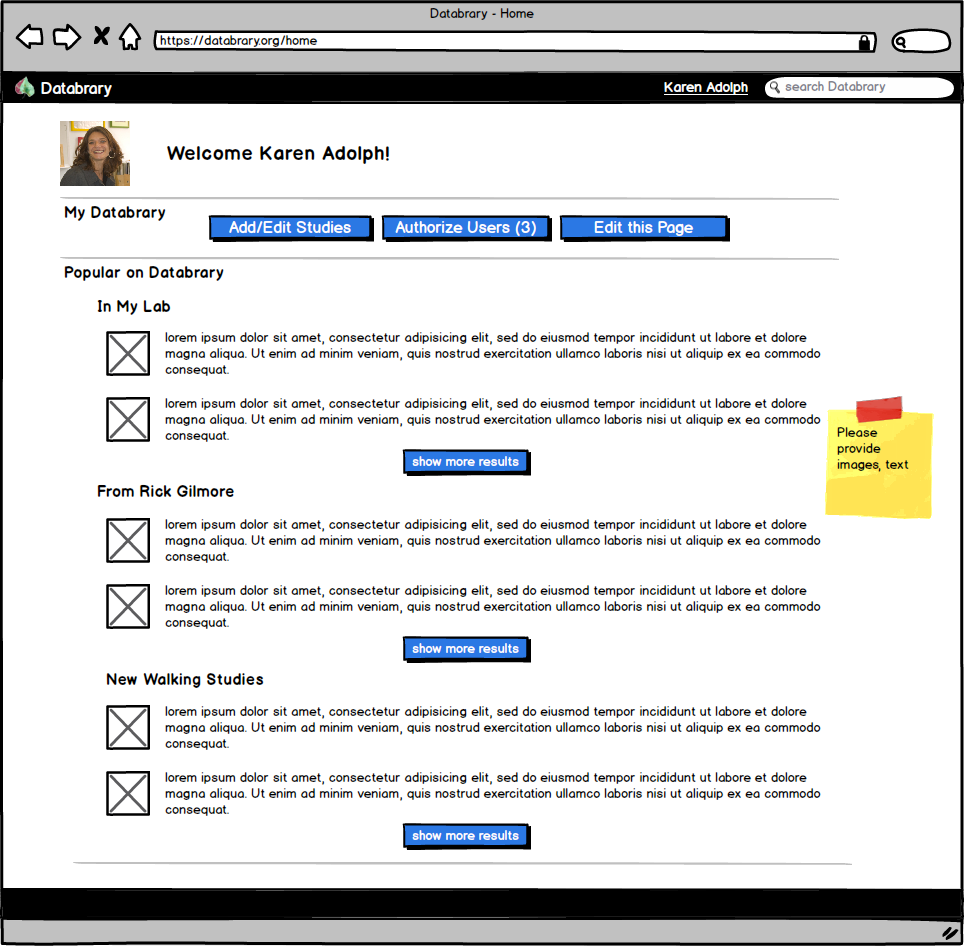 Databrary - Home
https://databrary.org/home
Databrary
Karen Adolph
search Databrary
Welcome Karen Adolph!
My Databrary
Add/Edit Studies
Authorize Users (3)
Edit this Page
Popular on Databrary
In My Lab
lorem ipsum dolor sit amet, consectetur adipisicing elit, sed do eiusmod tempor incididunt ut labore et dolore
magna aliqua. Ut enim ad minim veniam, quis nostrud exercitation ullamco laboris nisi ut aliquip ex ea commodo
consequat.
lorem ipsum dolor sit amet, consectetur adipisicing elit, sed do eiusmod tempor incididunt ut labore et dolore
magna aliqua. Ut enim ad minim veniam, quis nostrud exercitation ullamco laboris nisi ut aliquip ex ea commodo
consequat.
Please
provide
images, text
show more results
From Rick Gilmore
lorem ipsum dolor sit amet, consectetur adipisicing elit, sed do eiusmod tempor incididunt ut labore et dolore
magna aliqua. Ut enim ad minim veniam, quis nostrud exercitation ullamco laboris nisi ut aliquip ex ea commodo
consequat.
lorem ipsum dolor sit amet, consectetur adipisicing elit, sed do eiusmod tempor incididunt ut labore et dolore
magna aliqua. Ut enim ad minim veniam, quis nostrud exercitation ullamco laboris nisi ut aliquip ex ea commodo
consequat.
show more results
New Walking Studies
lorem ipsum dolor sit amet, consectetur adipisicing elit, sed do eiusmod tempor incididunt ut labore et dolore
magna aliqua. Ut enim ad minim veniam, quis nostrud exercitation ullamco laboris nisi ut aliquip ex ea commodo
consequat.
lorem ipsum dolor sit amet, consectetur adipisicing elit, sed do eiusmod tempor incididunt ut labore et dolore
magna aliqua. Ut enim ad minim veniam, quis nostrud exercitation ullamco laboris nisi ut aliquip ex ea commodo
consequat.
show more results